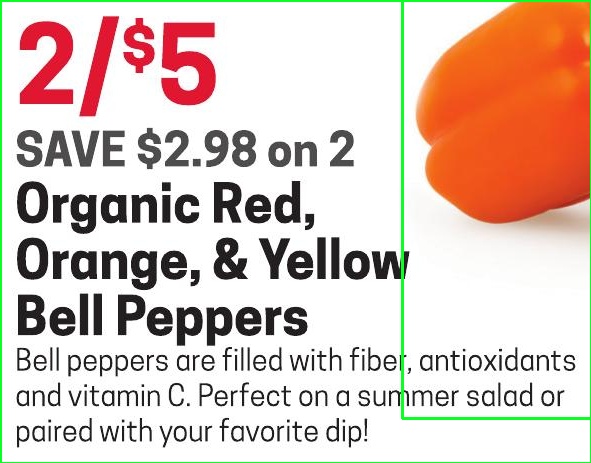 2/$5
SAVE $2.98 on 2
Organic Red,
Orange, & Yellow
Bell Peppers
Bell peppers are filled with fiber, antioxidants
and vitamin C. Perfect on a summer salad or
paired with your favorite dip!